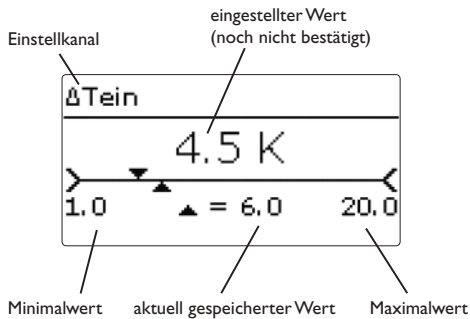 eingestellter Wert
(noch nicht bestätigt)
Einstellkanal
ΔTein
4.5 K
1.0 ▲ = 6.0 20.0
Minimalwert aktuell gespeicherter Wert Maximalwert